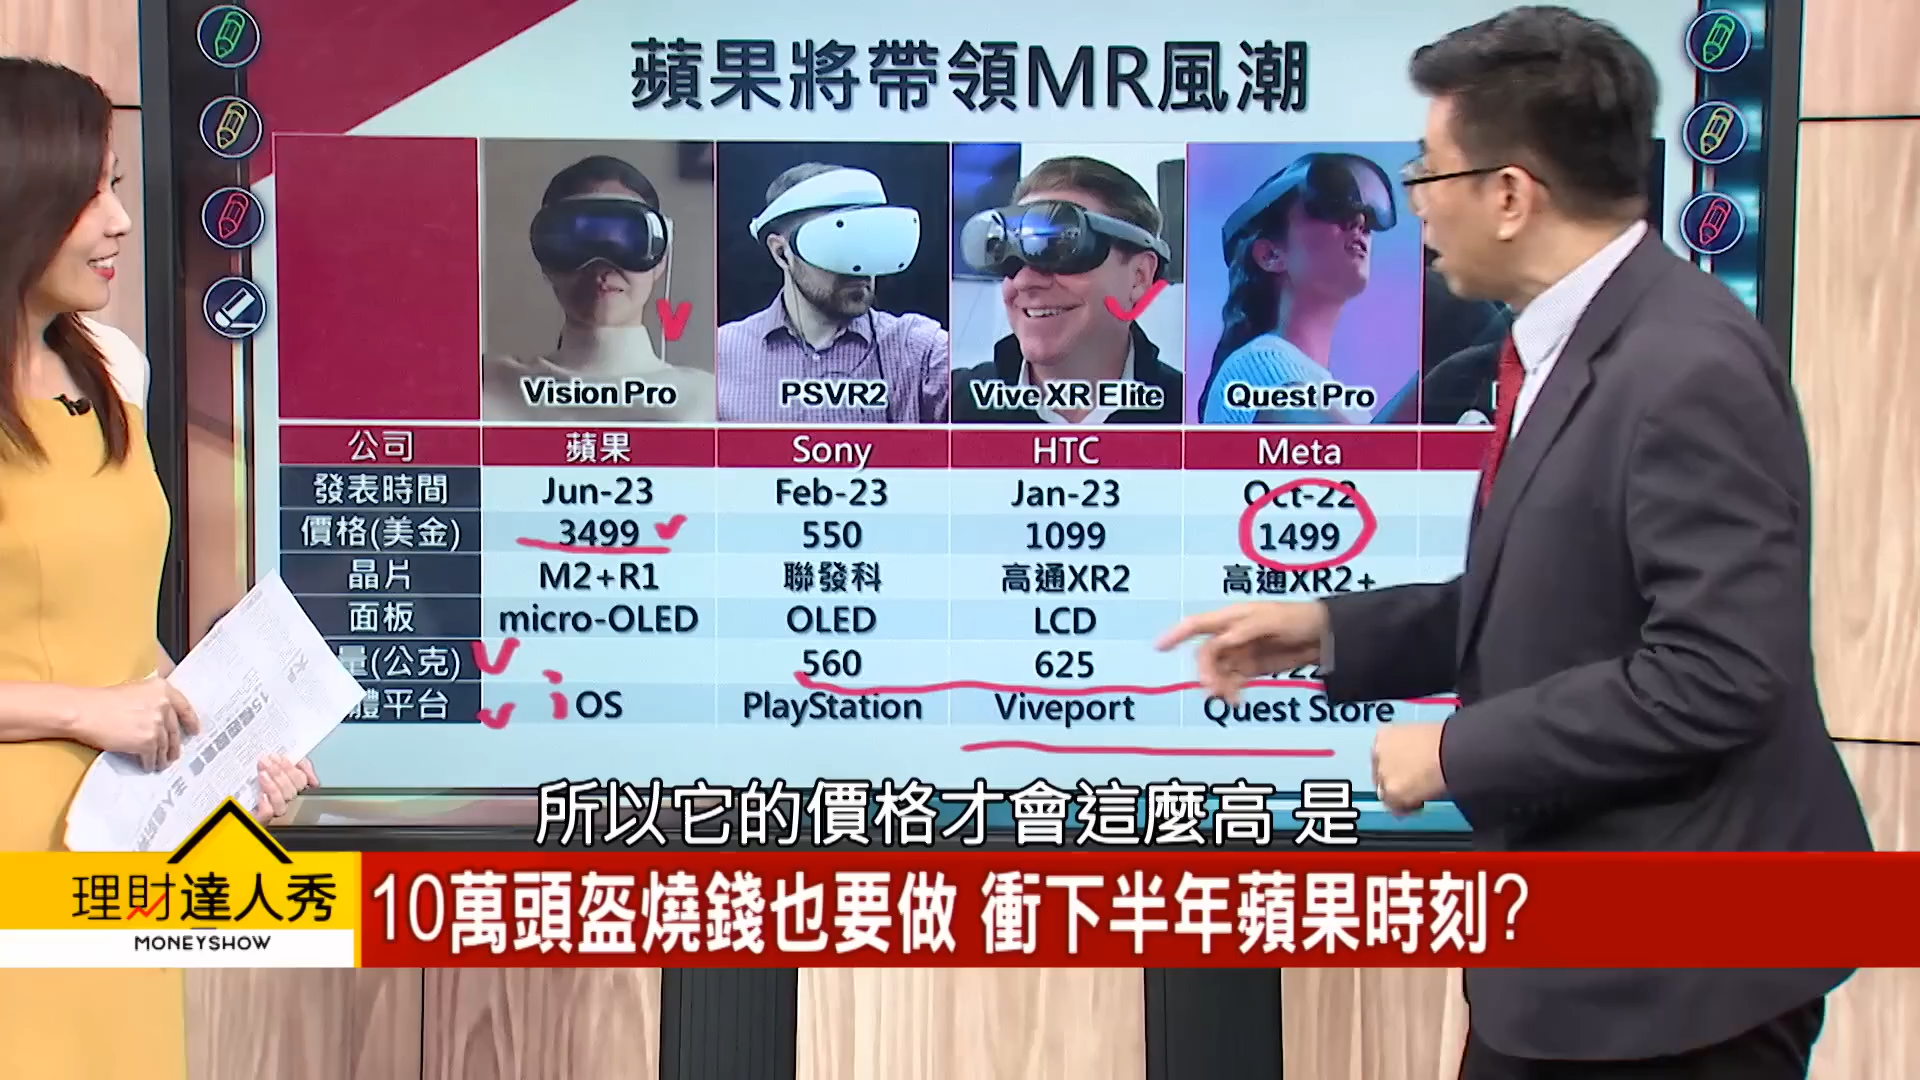 蘋果將帶領MR風潮
Vision Pro PSVR2 Vive XR Elite Quest Pro
公司 蘋果 Sony HTC Meta
發表時間 Jun-23 Feb-23 Jan-23 Oct-22
價格(美金) 3499 550 1099 1499
晶片 M2+R1 聯發科 高通XR2 高通XR2+
面板 micro-OLED OLED LCD
量(公克) 560 625 722
體平台 iOS PlayStation Viveport Quest Store
所以它的價格才會這麼高 是
理財達人秀 10萬頭盔燒錢也要做 衝下半年蘋果時刻?
MONEYSHOW